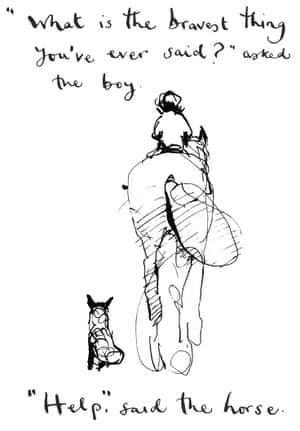 "What is the bravest thing
you've ever said?" asked
the boy.
"Help." said the horse.